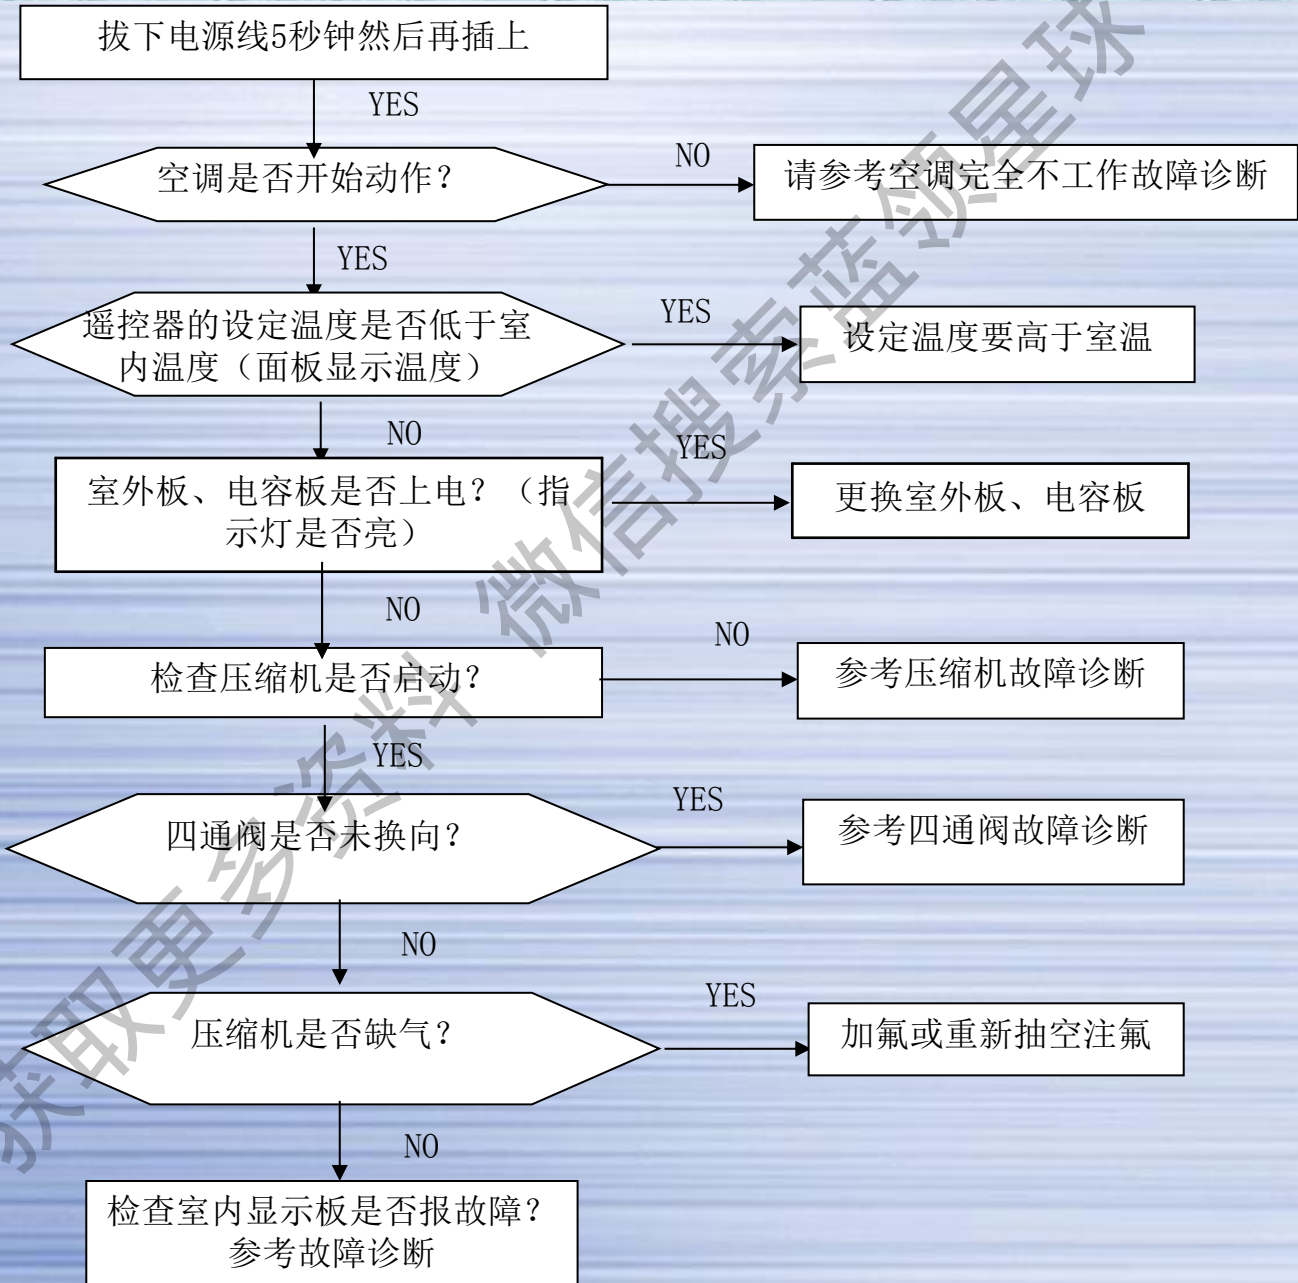 拔下电源线5秒钟然后再插上
YES
空调是否开始动作？
NO
请参考空调完全不工作故障诊断
YES
遥控器的设定温度是否低于室
内温度（面板显示温度）
YES
设定温度要高于室温
NO
室外板、电容板是否上电？（指
示灯是否亮）
YES
更换室外板、电容板
NO
检查压缩机是否启动？
NO
参考压缩机故障诊断
YES
四通阀是否未换向？
YES
参考四通阀故障诊断
NO
压缩机是否缺气？
YES
加氟或重新抽空注氟
NO
检查室内显示板是否报故障？
参考故障诊断
获取更多资料 微信搜索蓝领星球